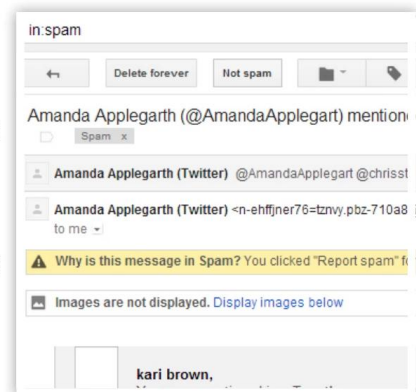 in:spam
Delete forever Not spam
Amanda Applegarth (@AmandaApplegart) mention
Spam x
Amanda Applegarth (Twitter) @AmandaApplegart @chrisst
Amanda Applegarth (Twitter) <n-ehffjner76=tznvy.pbz-710a8
to me
Why is this message in Spam? You clicked "Report spam" fo
Images are not displayed. Display images below
kari brown,